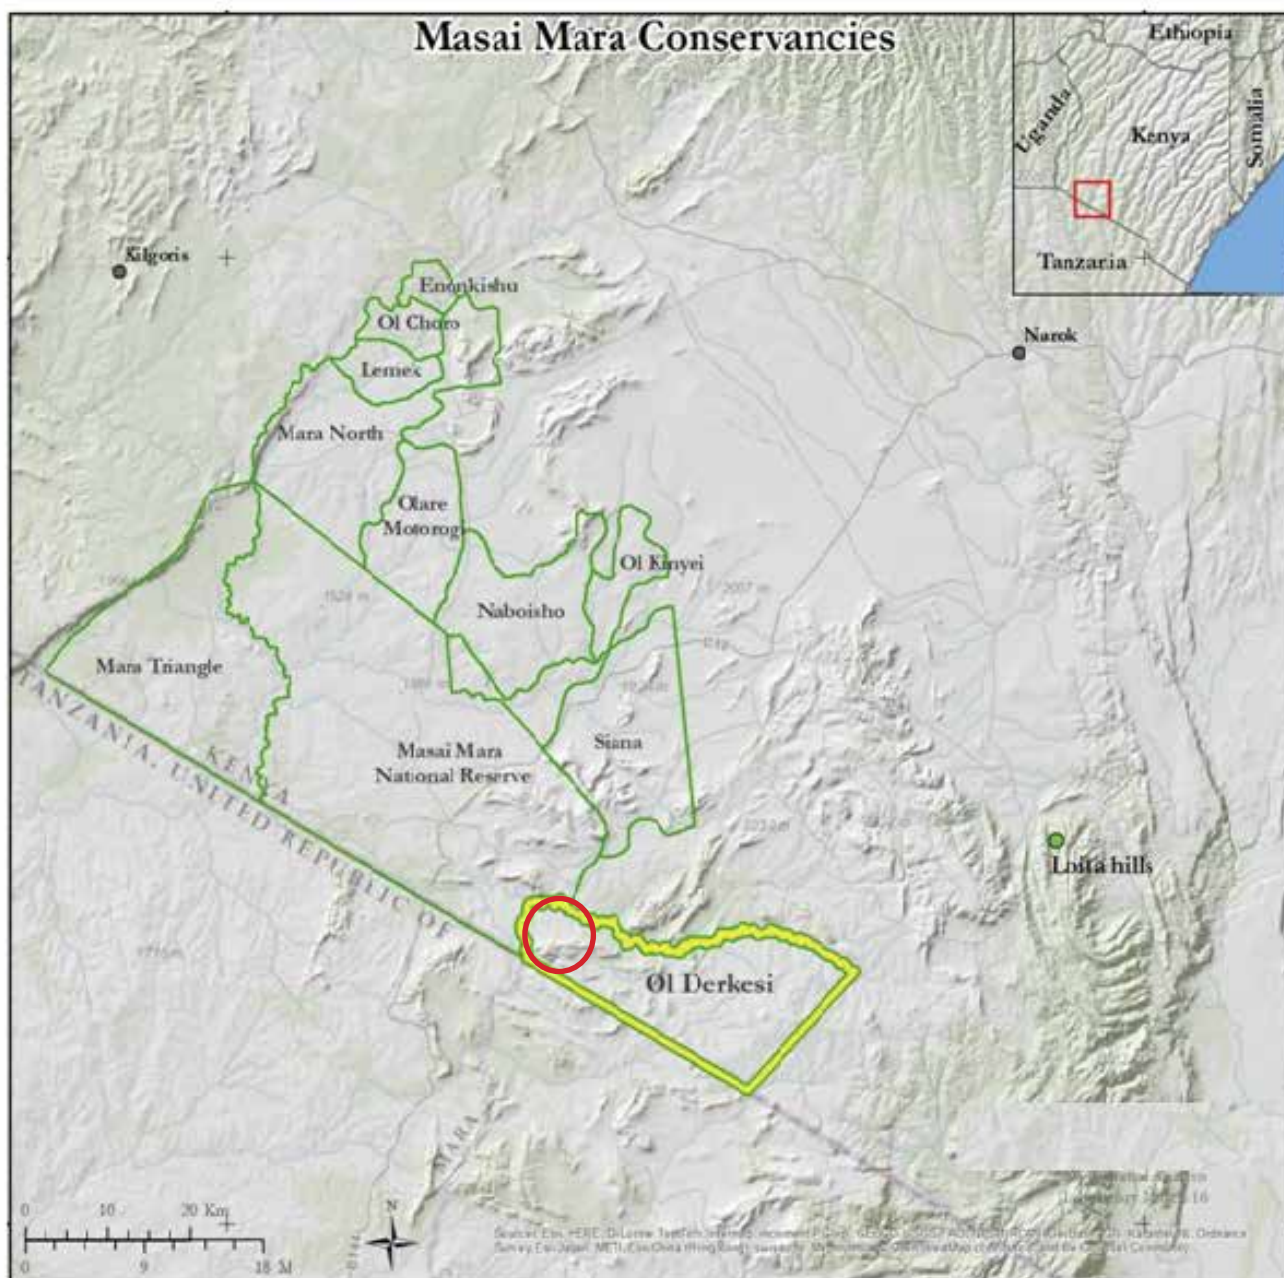 Masai Mara Conservancies
Ethiopia
Uganda
Kenya
Somalia
Tanzania
Kilgoris
Narok
Enonkishu
Ol Choro
Lemek
Mara North
Olare
Motorogi
Ol Kinyei
Naboisho
Mara Triangle
Siana
Masai Mara
National Reserve
KENYA
TANZANIA, UNITED REPUBLIC OF
Loita hills
Øl Derkesi
MARA
0 10 20 Km
0 9 18 M
N